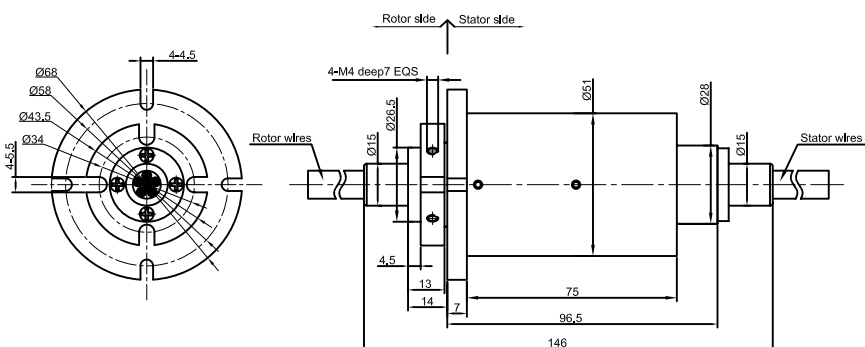 Rotor side
Stator side
4-4.5
Ø68
Ø58
Ø43.5
Ø34
4-5.5
4-M4 deep7 EQS
Ø26.5
Ø15
Rotor wires
Ø51
Ø28
Ø15
Stator wires
4.5
13
14
7
75
96.5
146